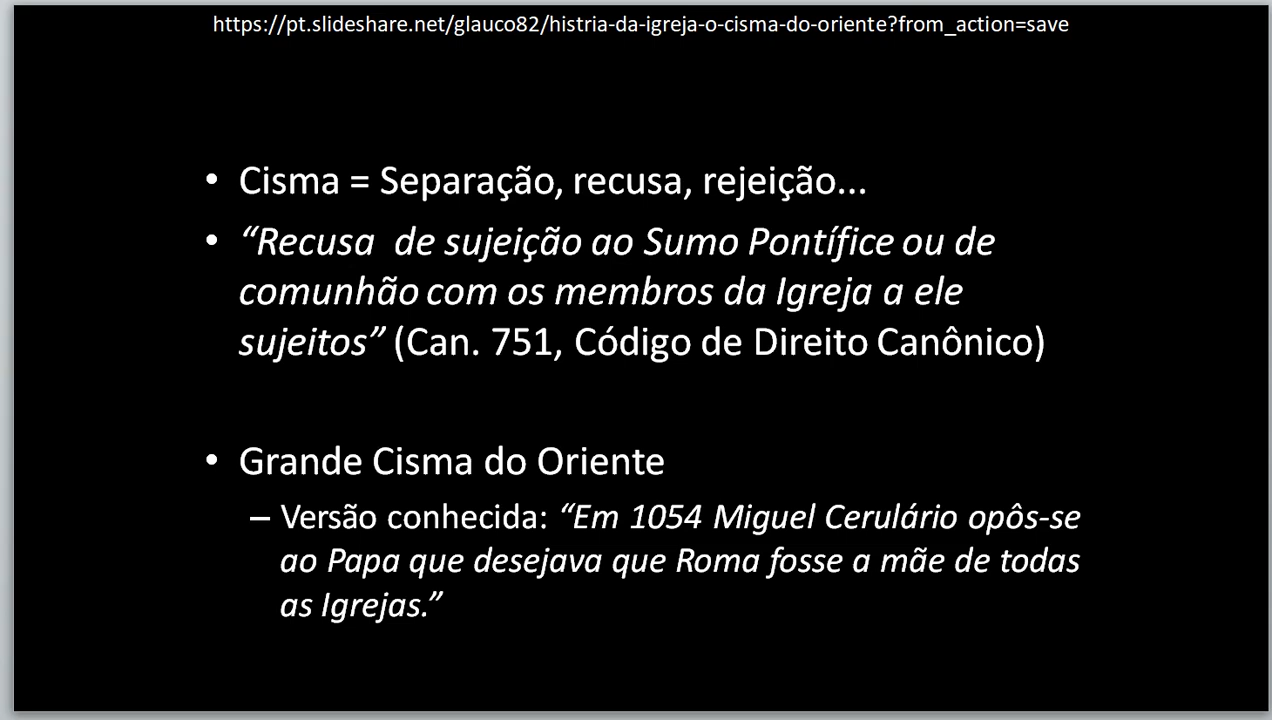 https://pt.slideshare.net/glauco82/histria-da-igreja-o-cisma-do-oriente?from_action=save
• Cisma = Separação, recusa, rejeição...
• “Recusa de sujeição ao Sumo Pontífice ou de
comunhão com os membros da Igreja a ele
sujeitos” (Can. 751, Código de Direito Canônico)
• Grande Cisma do Oriente
– Versão conhecida: “Em 1054 Miguel Cerulário opôs-se
ao Papa que desejava que Roma fosse a mãe de todas
as Igrejas.”